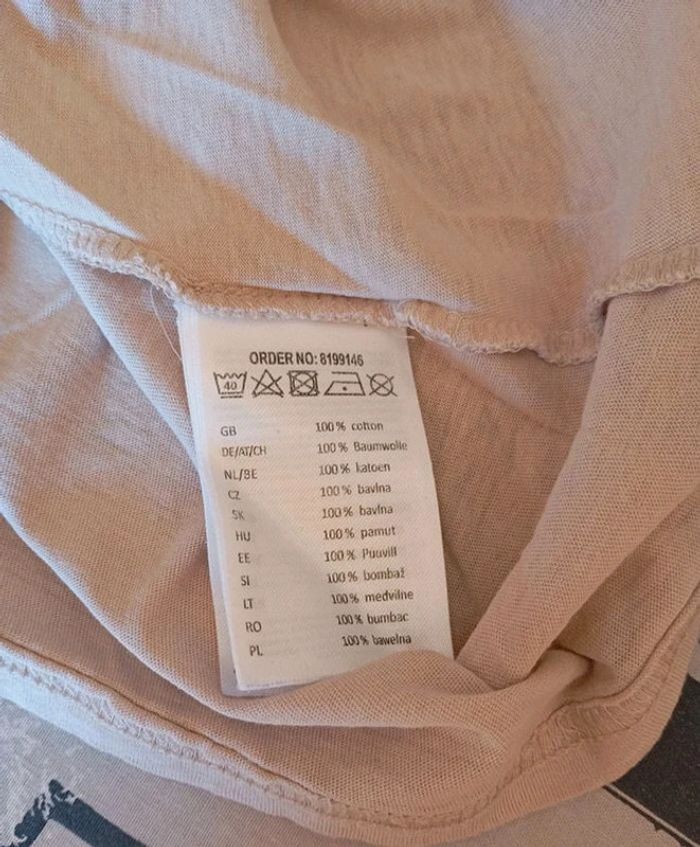 ORDER NO: 8199146
40
GB 100% cotton
DE/AT/CH 100% Baumwolle
NL/BE 100% katoen
CZ 100% bavlna
SK 100% bavlna
HU 100% pamut
EE 100% Puuvill
SI 100% bombaž
LT 100% medvilne
RO 100% bumbac
PL 100% bawelna